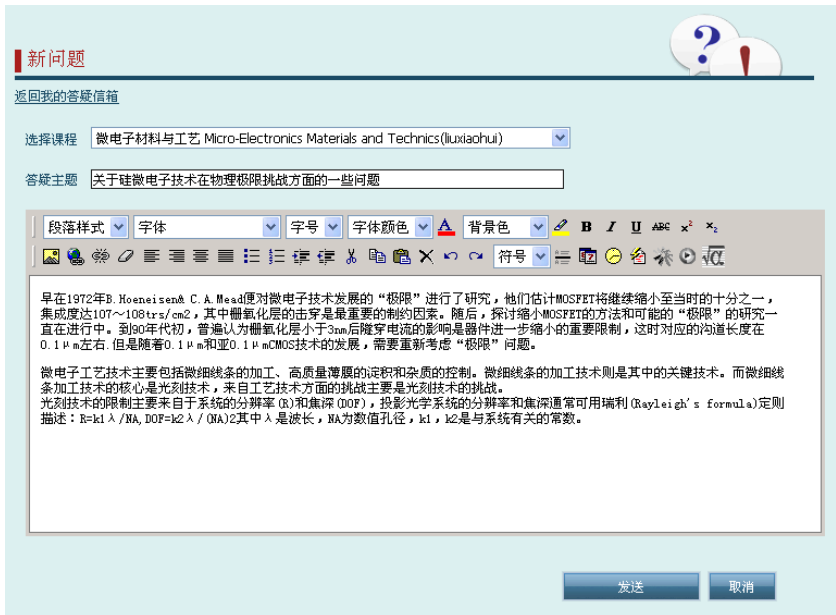 新问题
返回我的答疑信箱
选择课程 微电子材料与工艺 Micro-Electronics Materials and Technics(liuxiaohui)
答疑主题 关于硅微电子技术在物理极限挑战方面的一些问题
段落样式 字体 字号 字体颜色 A 背景色 B I U ABC x² x₂
符号 √α
早在1972年B.Hoeneisen& C.A.Mead便对微电子技术发展的“极限”进行了研究，他们估计MOSFET将继续缩小至当时的十分之一，
集成度达107～108trs/cm2，其中栅氧化层的击穿是最重要的制约因素。随后，探讨缩小MOSFET的方法和可能的“极限”的研究一
直在进行中。到90年代初，普遍认为栅氧化层小于3nm后隧穿电流的影响是器件进一步缩小的重要限制，这时对应的沟道长度在
0.1μm左右.但是随着0.1μm和亚0.1μmCMOS技术的发展，需要重新考虑“极限”问题。
微电子工艺技术主要包括微细线条的加工、高质量薄膜的淀积和杂质的控制。微细线条的加工技术则是其中的关键技术。而微细线
条加工技术的核心是光刻技术，来自工艺技术方面的挑战主要是光刻技术的挑战。
光刻技术的限制主要来自于系统的分辨率(R)和焦深(DOF)，投影光学系统的分辨率和焦深通常可用瑞利(Rayleigh's formula)定则
描述：R=k1λ/NA,DOF=k2λ/(NA)2其中λ是波长，NA为数值孔径，k1，k2是与系统有关的常数。
发送 取消